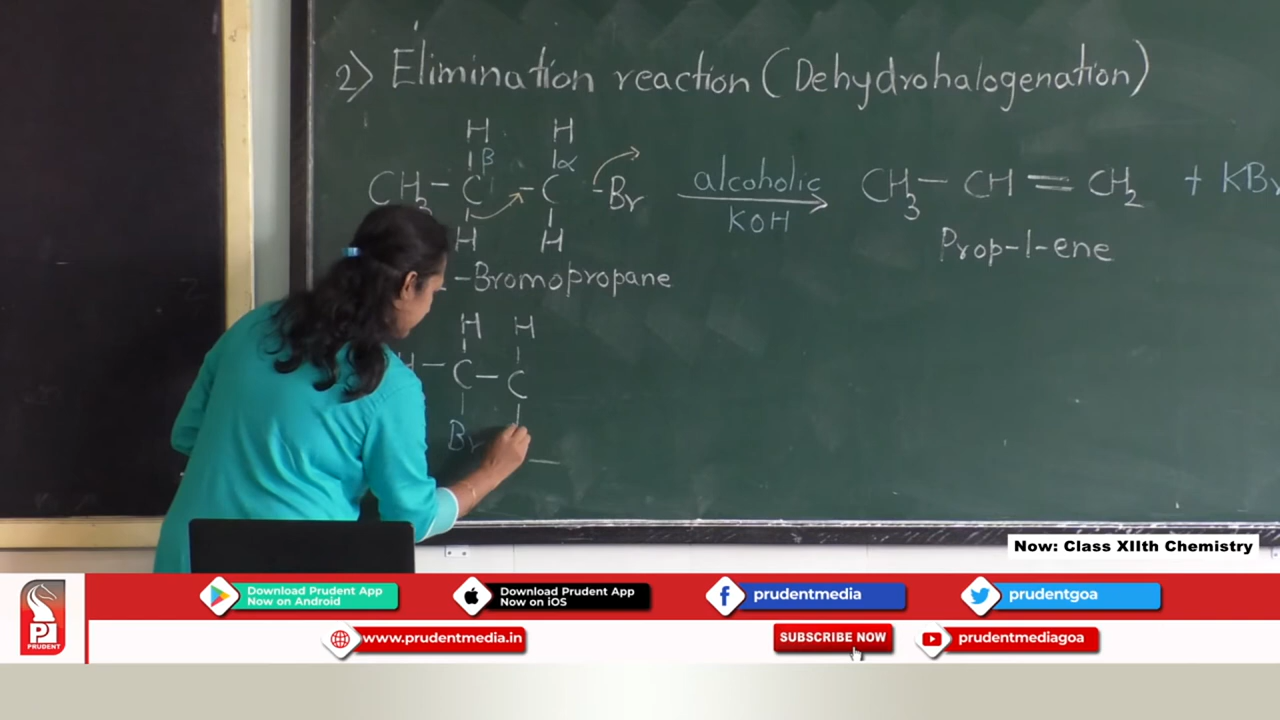 2) Elimination reaction (Dehydrohalogenation)
H H
β α
CH3 – C – C – Br alcoholic KOH CH3 – CH = CH2 + KBr
H H
Prop-1-ene
-Bromopropane
H H
H – C – C
Br
Now: Class XIIth Chemistry
Download Prudent App
Now on Android
Download Prudent App
Now on iOS
prudentmedia
prudentgoa
PRUDENT
www.prudentmedia.in
SUBSCRIBE NOW
prudentmediagoa